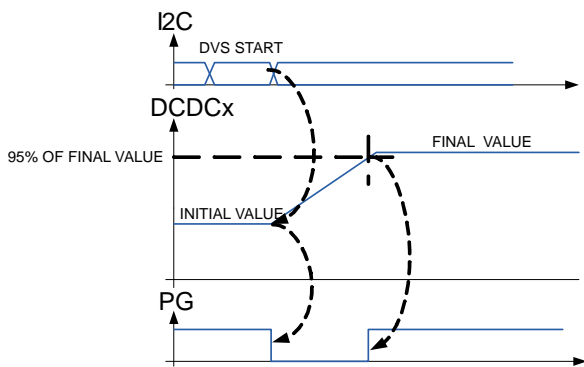 I2C
DVS START
DCDCx
FINAL VALUE
95% OF FINAL VALUE
INITIAL VALUE
PG